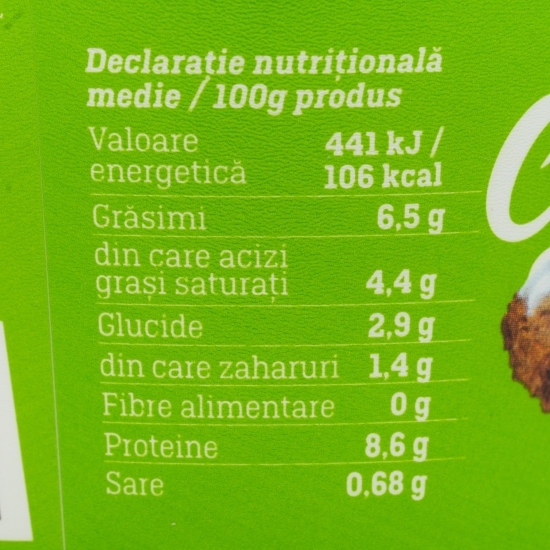 Declarație nutrițională
medie / 100g produs
Valoare energetică 441 kJ / 106 kcal
Grăsimi 6,5 g
din care acizi grași saturați 4,4 g
Glucide 2,9 g
din care zaharuri 1,4 g
Fibre alimentare 0 g
Proteine 8,6 g
Sare 0,68 g